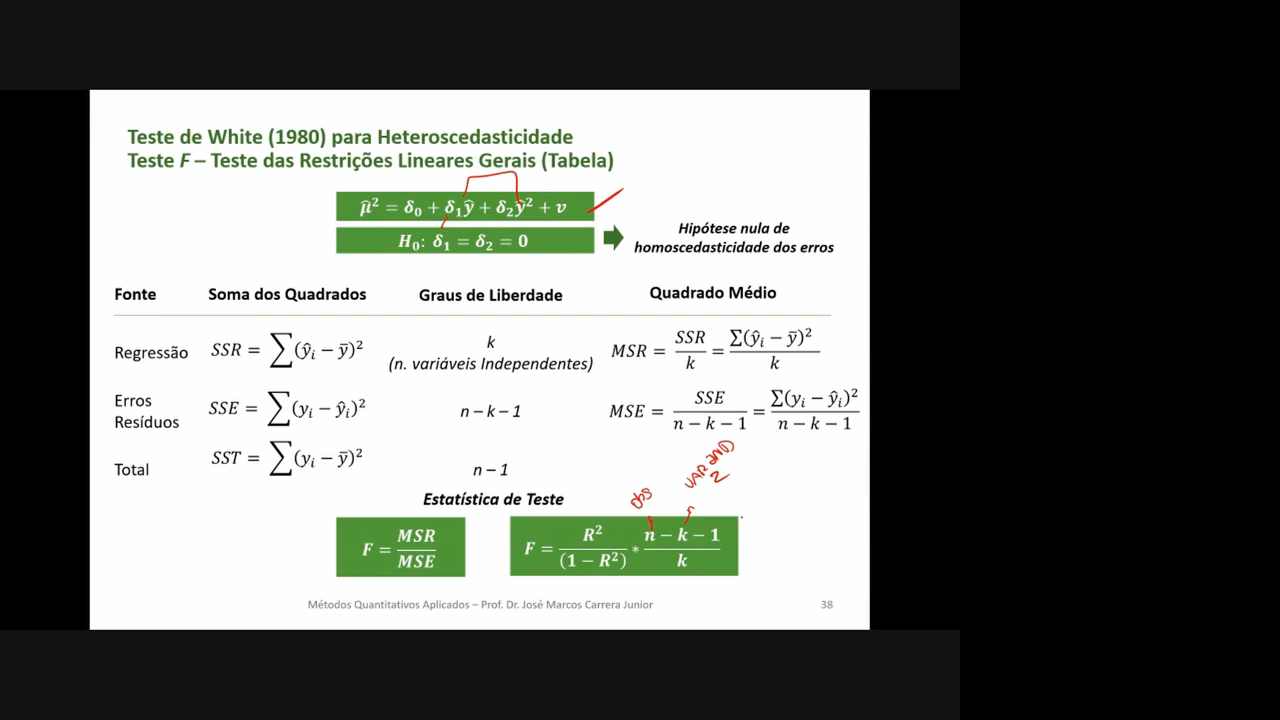 Teste de White (1980) para Heteroscedasticidade
Teste F – Teste das Restrições Lineares Gerais (Tabela)
μ̂² = δ₀ + δ₁ŷ + δ₂ŷ² + v
H₀: δ₁ = δ₂ = 0
Hipótese nula de
homoscedasticidade dos erros
Fonte Soma dos Quadrados Graus de Liberdade Quadrado Médio
Regressão SSR = ∑(ŷᵢ − ȳ)² k (n. variáveis Independentes) MSR = SSR/k = ∑(ŷᵢ − ȳ)²/k
Erros
Resíduos SSE = ∑(yᵢ − ŷᵢ)² n – k – 1 MSE = SSE/(n − k − 1) = ∑(yᵢ − ŷᵢ)²/(n − k − 1)
Total SST = ∑(yᵢ − ȳ)² n – 1
Estatística de Teste
obs
2
F = MSR/MSE
F = R²/(1 − R²) * (n − k − 1)/k
Métodos Quantitativos Aplicados – Prof. Dr. José Marcos Carrera Junior 38